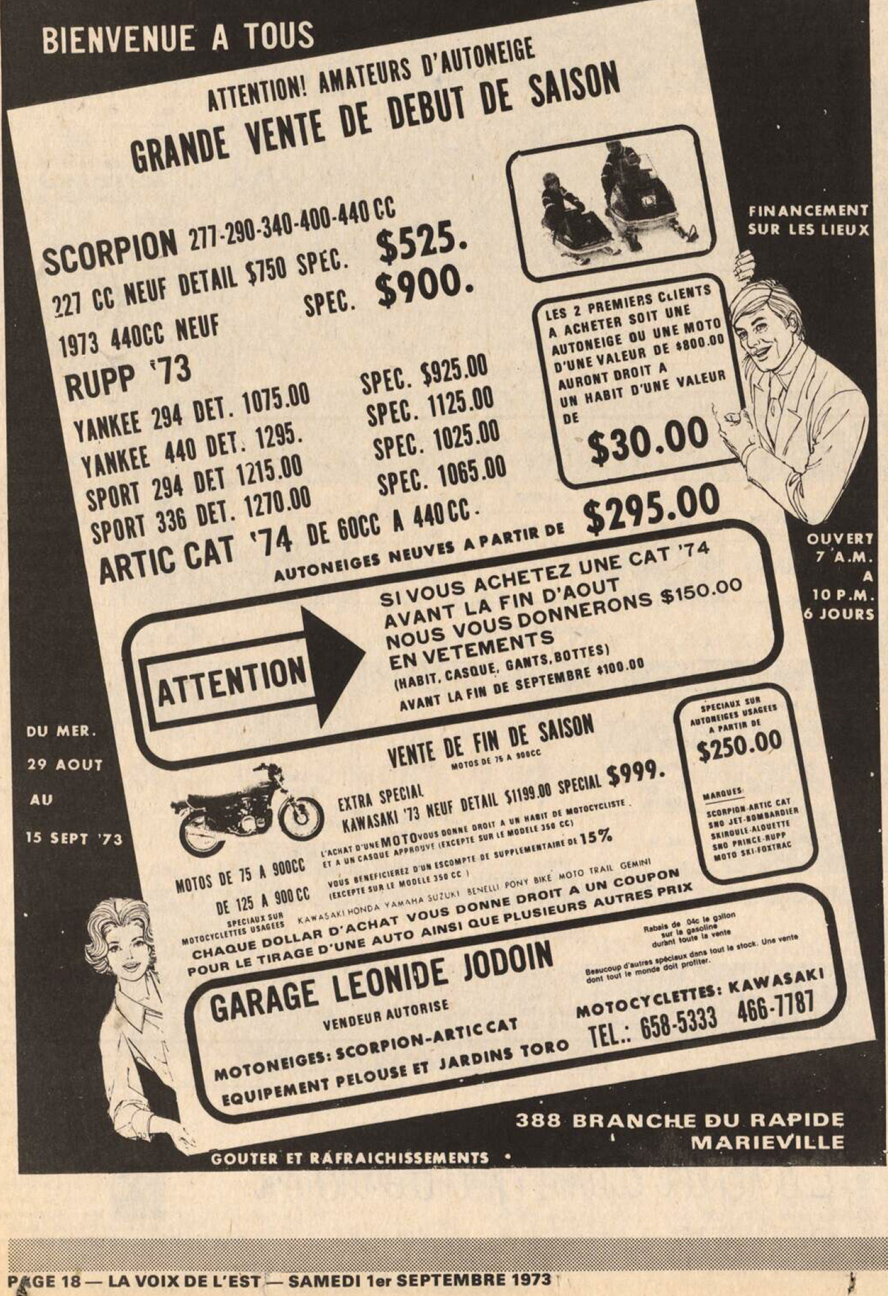 BIENVENUE A TOUS
ATTENTION! AMATEURS D'AUTONEIGE
GRANDE VENTE DE DEBUT DE SAISON
SCORPION 277-290-340-400-440 CC
227 CC NEUF DETAIL $750 SPEC. $525.
1973 440CC NEUF SPEC. $900.
RUPP '73
YANKEE 294 DET. 1075.00 SPEC. $925.00
YANKEE 440 DET. 1295. SPEC. 1125.00
SPORT 294 DET 1215.00 SPEC. 1025.00
SPORT 336 DET. 1270.00 SPEC. 1065.00
ARTIC CAT '74 DE 60CC A 440CC.
AUTONEIGES NEUVES A PARTIR DE $295.00
FINANCEMENT
SUR LES LIEUX
LES 2 PREMIERS CLIENTS
A ACHETER SOIT UNE
AUTONEIGE OU UNE MOTO
D'UNE VALEUR DE $800.00
AURONT DROIT A
UN HABIT D'UNE VALEUR
DE
$30.00
OUVERT
7 A.M.
A
10 P.M.
6 JOURS
ATTENTION
SI VOUS ACHETEZ UNE CAT '74
AVANT LA FIN D'AOUT
NOUS VOUS DONNERONS $150.00
EN VETEMENTS
(HABIT, CASQUE, GANTS, BOTTES)
AVANT LA FIN DE SEPTEMBRE $100.00
DU MER.
29 AOUT
AU
15 SEPT '73
VENTE DE FIN DE SAISON
MOTOS DE 75 A 900CC
EXTRA SPECIAL
KAWASAKI '73 NEUF DETAIL $1199.00 SPECIAL $999.
L'ACHAT D'UNE MOTO VOUS DONNE DROIT A UN HABIT DE MOTOCYCLISTE
ET A UN CASQUE APPROUVE (EXCEPTE SUR LE MODELE 350 CC)
VOUS BENEFICIEREZ D'UN ESCOMPTE DE SUPPLEMENTAIRE DE 15%
(EXCEPTE SUR LE MODELE 350 CC)
MOTOS DE 75 A 900CC
DE 125 A 900 CC
SPECIAUX SUR
MOTOCYCLETTES USAGEES
KAWASAKI HONDA YAMAHA SUZUKI BENELLI PONY BIKE MOTO TRAIL GEMINI
CHAQUE DOLLAR D'ACHAT VOUS DONNE DROIT A UN COUPON
POUR LE TIRAGE D'UNE AUTO AINSI QUE PLUSIEURS AUTRES PRIX
SPECIAUX SUR
AUTONEIGES USAGEES
A PARTIR DE
$250.00
MARQUES:
SCORPION-ARTIC CAT
SNO JET-BOMBARDIER
SKIROULE-ALOUETTE
SNO PRINCE-RUPP
MOTO SKI-FOXTRAC
GARAGE LEONIDE JODOIN
VENDEUR AUTORISE
MOTONEIGES: SCORPION-ARTIC CAT
EQUIPEMENT PELOUSE ET JARDINS TORO
Rabais de .04c le gallon
sur la gasoline
durant toute la vente
Beaucoup d'autres spéciaux dans tout le stock. Une vente
dont tout le monde doit profiter.
MOTOCYCLETTES: KAWASAKI
TEL.: 658-5333 466-7787
388 BRANCHE DU RAPIDE
MARIEVILLE
GOUTER ET RAFRAICHISSEMENTS
PAGE 18 — LA VOIX DE L'EST — SAMEDI 1er SEPTEMBRE 1973